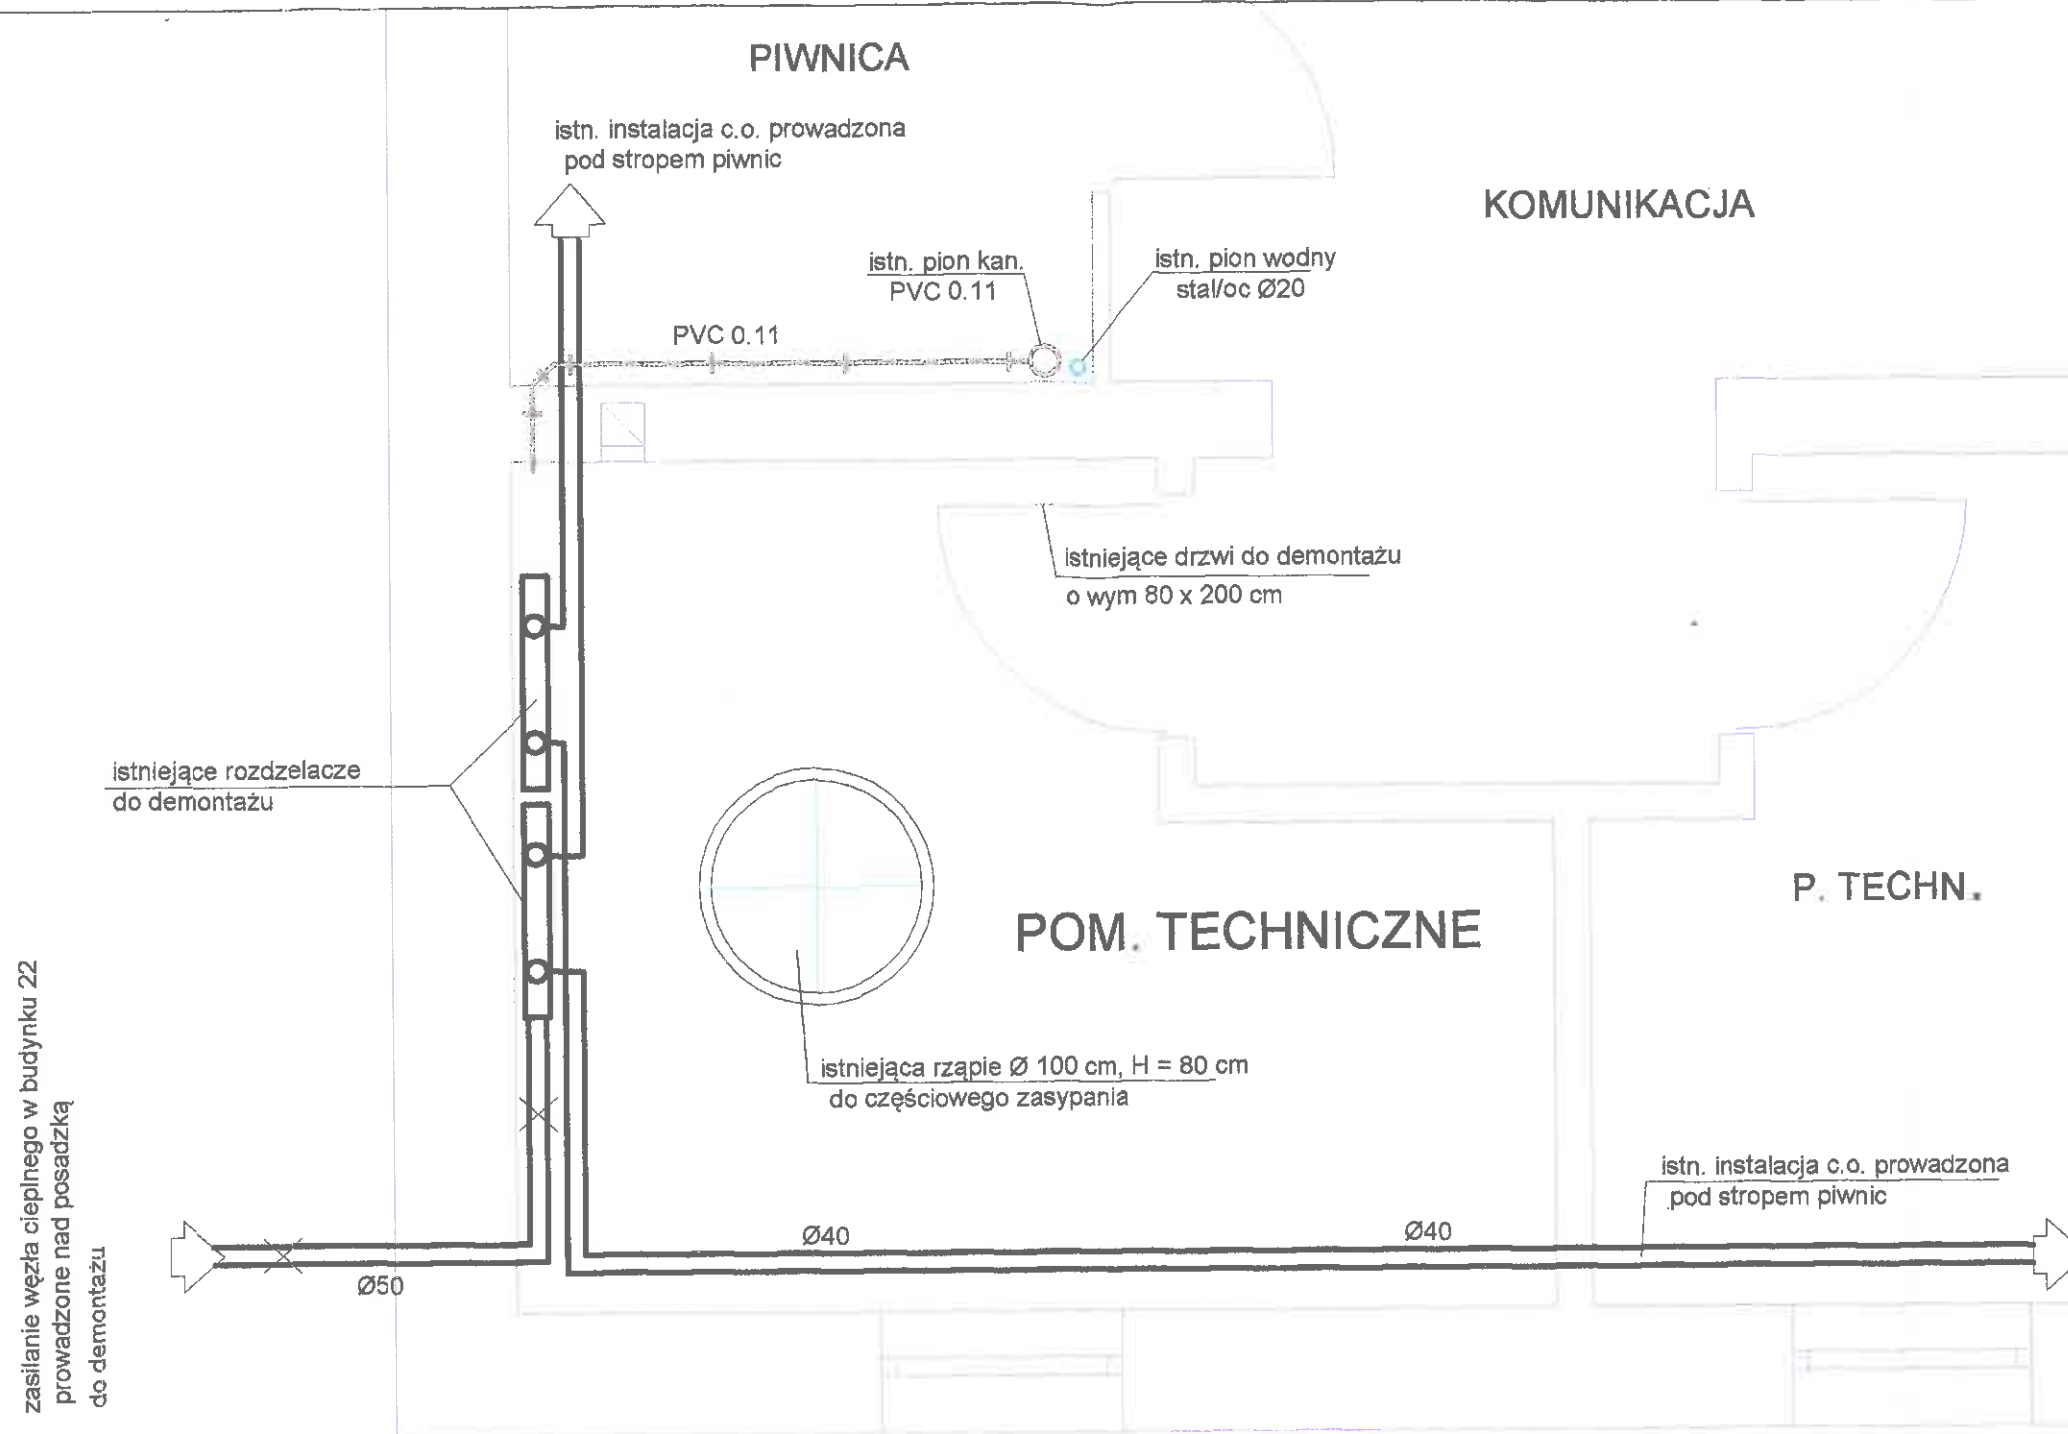 PIWNICA
istn. instalacja c.o. prowadzona
pod stropem piwnic
KOMUNIKACJA
istn. pion kan.
PVC 0.11
istn. pion wodny
stal/oc Ø20
PVC 0.11
istniejące drzwi do demontażu
o wym 80 x 200 cm
istniejące rozdzelacze
do demontażu
P. TECHN.
POM. TECHNICZNE
istniejąca rząpie Ø 100 cm, H = 80 cm
do częściowego zasypania
istn. instalacja c.o. prowadzona
pod stropem piwnic
Ø40
Ø40
Ø50
zasilanie węzła cieplnego w budynku 22
prowadzone nad posadzką
do demontażu